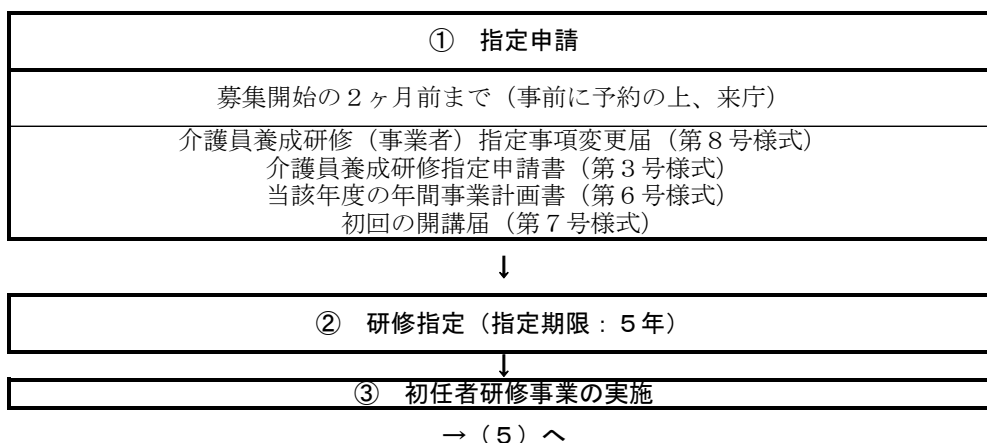 ① 指定申請
募集開始の２ヶ月前まで（事前に予約の上、来庁）
介護員養成研修（事業者）指定事項変更届（第８号様式）
介護員養成研修指定申請書（第３号様式）
当該年度の年間事業計画書（第６号様式）
初回の開講届（第７号様式）
↓
② 研修指定（指定期限：５年）
↓
③ 初任者研修事業の実施
→（５）へ